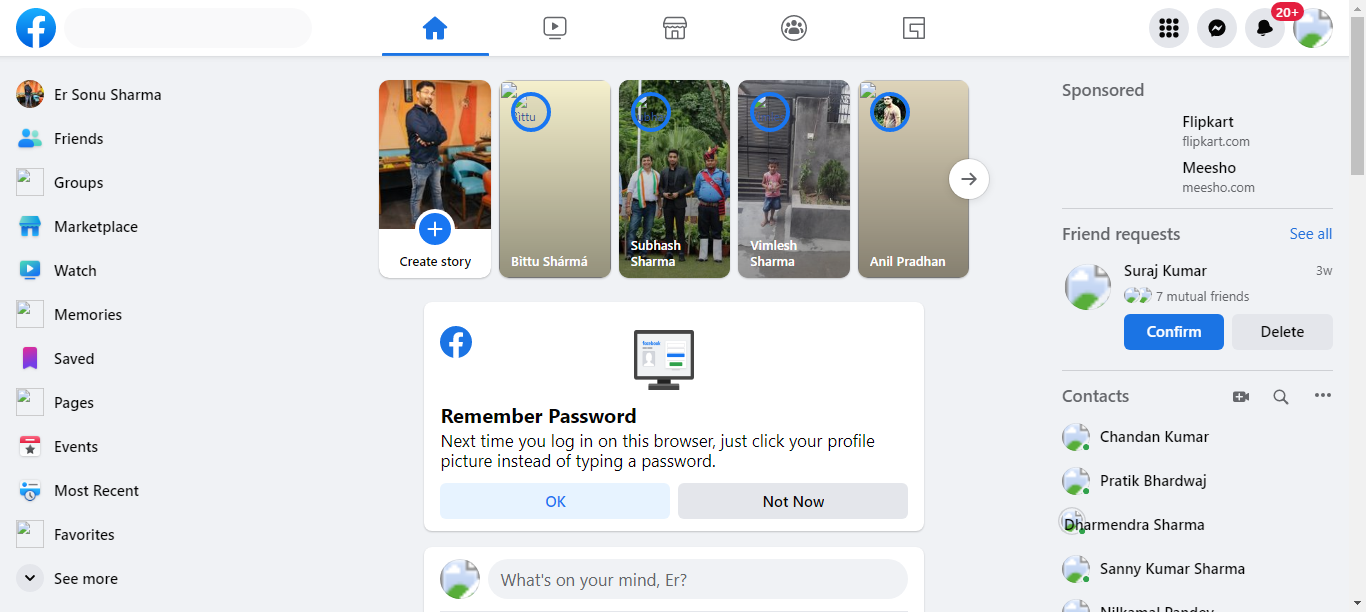 20+
Er Sonu Sharma
Friends
Groups
Marketplace
Watch
Memories
Saved
Pages
Events
Most Recent
Favorites
See more
Create story
Bìttu Shármá
Subhash
Sharma
Vimlesh
Sharma
Anil Pradhan
facebook
Remember Password
Next time you log in on this browser, just click your profile
picture instead of typing a password.
OK
Not Now
What's on your mind, Er?
Sponsored
Flipkart
flipkart.com
Meesho
meesho.com
Friend requests
See all
Suraj Kumar
3w
7 mutual friends
Confirm
Delete
Contacts
Chandan Kumar
Pratik Bhardwaj
Dharmendra Sharma
Sanny Kumar Sharma